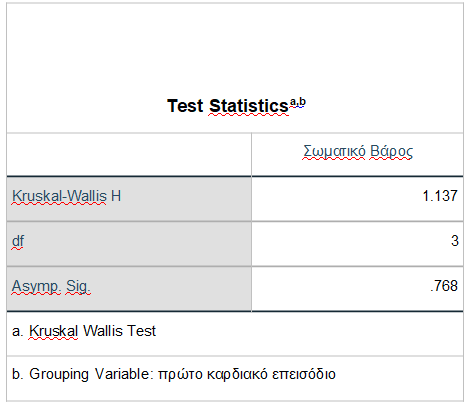 Test Statisticsa,b
Σωματικό Βάρος
Kruskal-Wallis H 1.137
df 3
Asymp. Sig. .768
a. Kruskal Wallis Test
b. Grouping Variable: πρώτο καρδιακό επεισόδιο